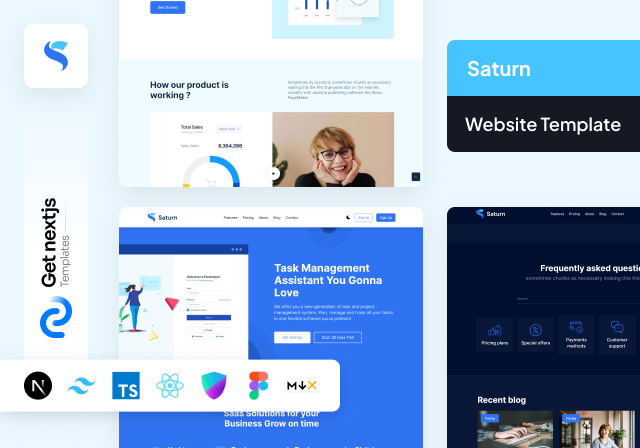 Get Started
How our product is
working ?
Sometimes by accident, sometimes, chunks as necessary
making this the first true generator on the Internet,
recently with desktop publishing software like Aldus
PageMaker.
Total Sales
8,364,398
Saturn
Website Template
Get nextjs
Templates
Saturn
Features Pricing About Blog Contact
Sign In
Sign Up
Task Management
Assistant You Gonna
Love
We offer you a new generation of task and project
management system. Plan, manage and track all your tasks
in one flexible software.
Get Started
Saturn
Features Pricing About Blog Contact
Frequently asked questi
sometimes chunks as necessary making this the
Search
Pricing plans
Special offers
Payments
methods
Customer
support
Recent blog
Pricing
Pricing
N
TS
M↓X
SaaS Solutions for your
Business Grow on time